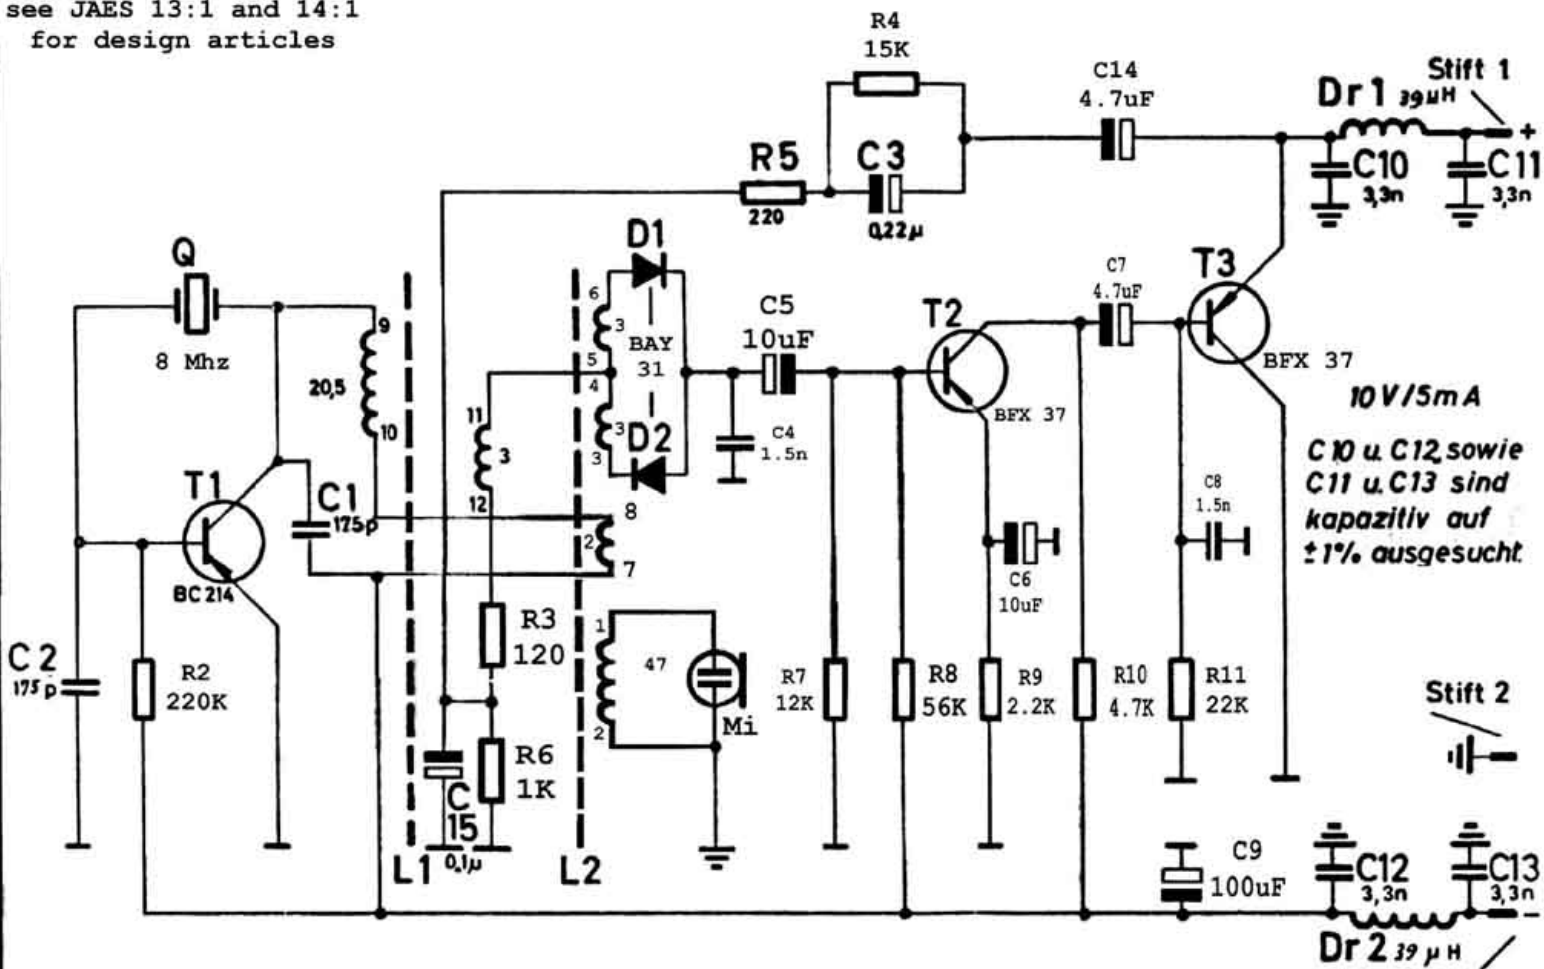 see JAES 13:1 and 14:1
for design articles
R4
15K
C14
4.7uF
Stift 1
Dr1 39µH
+
C10
3,3n
C11
3,3n
R5
220
C3
0,22µ
Q
8 Mhz
D1
6
3
5
BAY
31
4
3
D2
3
C5
10uF
C4
1.5n
T2
BFX 37
C7
4.7uF
T3
BFX 37
10V/5mA
C10 u. C12, sowie
C11 u. C13 sind
kapazitiv auf
±1% ausgesucht.
9
20,5
10
11
3
12
T1
BC 214
C1
175p
8
2
7
C6
10uF
C8
1.5n
C2
175p
R2
220K
R3
120
1
47
2
Mi
R7
12K
R8
56K
R9
2.2K
R10
4.7K
R11
22K
Stift 2
R6
1K
C
15
0,1µ
L1
L2
C9
100uF
C12
3,3n
C13
3,3n
-
Dr2 39 µH